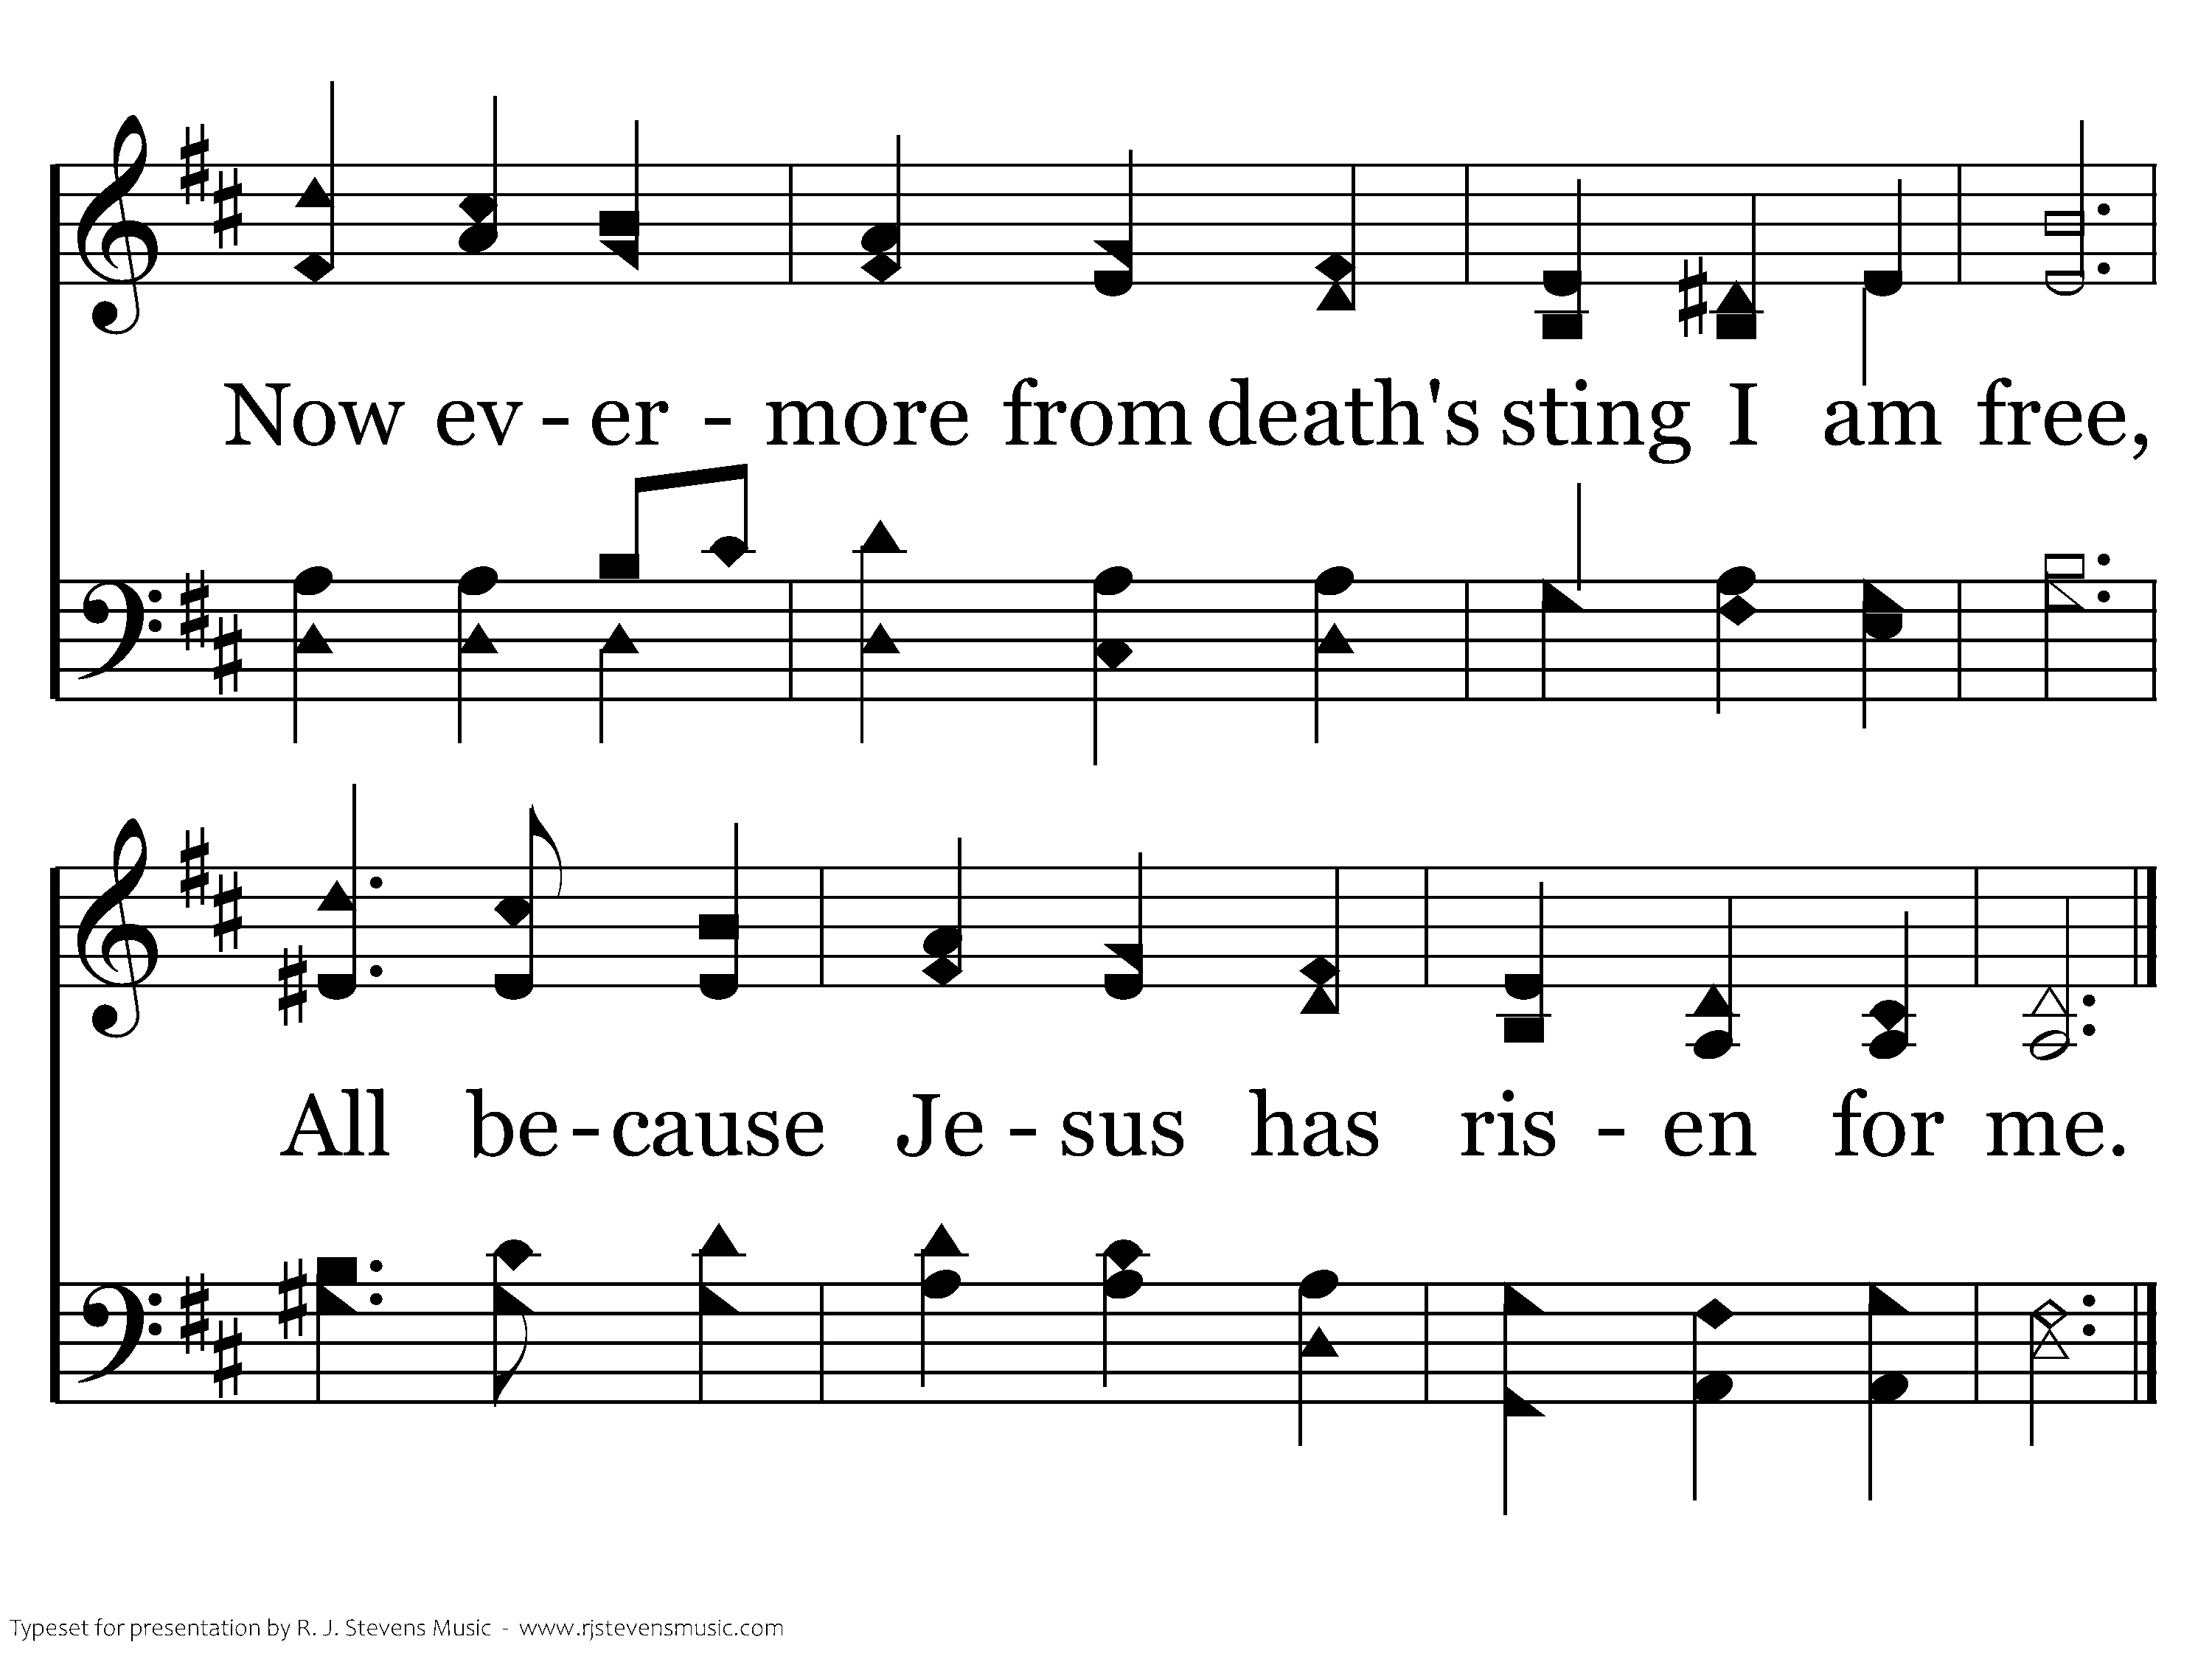 Now ev - er - more from death's sting I am free,
All be - cause Je - sus has ris - en for me.
Typeset for presentation by R. J. Stevens Music - www.rjstevensmusic.com